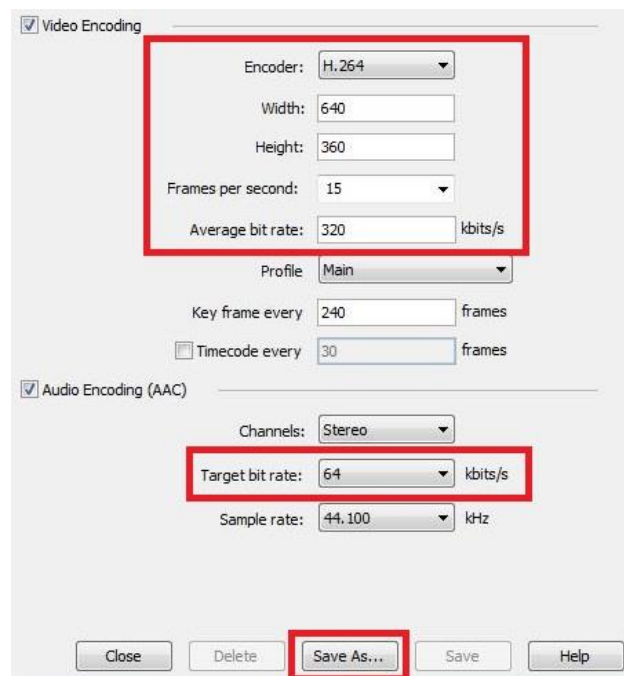 Video Encoding
Encoder: H.264
Width: 640
Height: 360
Frames per second: 15
Average bit rate: 320 kbits/s
Profile Main
Key frame every 240 frames
Timecode every 30 frames
Audio Encoding (AAC)
Channels: Stereo
Target bit rate: 64 kbits/s
Sample rate: 44.100 kHz
Close Delete Save As... Save Help